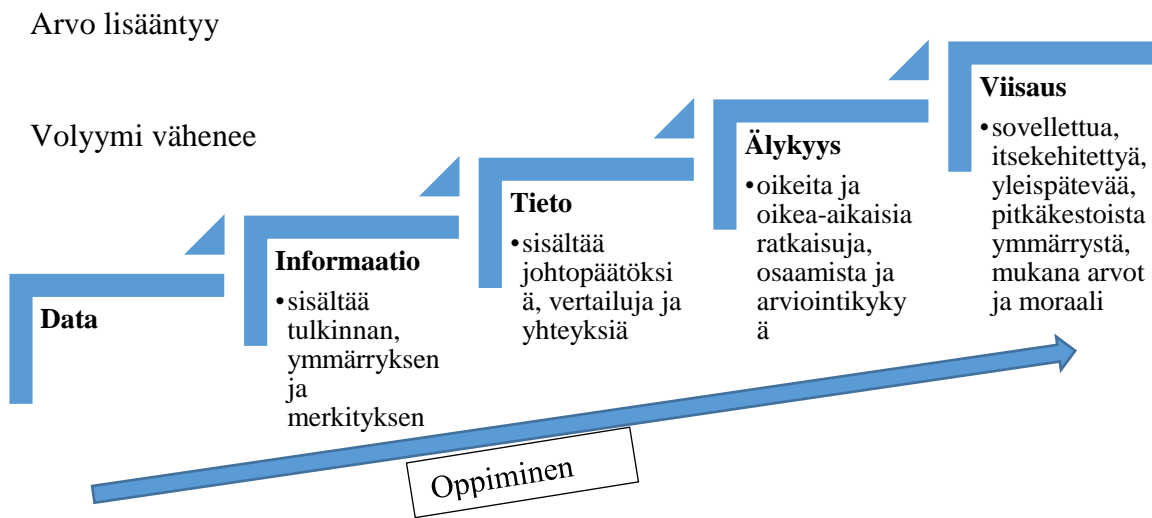 Arvo lisääntyy
Volyymi vähenee
Data
Informaatio
•sisältää
tulkinnan,
ymmärryksen
ja
merkityksen
Tieto
•sisältää
johtopäätöksi
ä, vertailuja ja
yhteyksiä
Älykyys
•oikeita ja
oikea-aikaisia
ratkaisuja,
osaamista ja
arviointikyky
ä
Viisaus
•sovellettua,
itsekehitettyä,
yleispätevää,
pitkäkestoista
ymmärrystä,
mukana arvot
ja moraali
Oppiminen